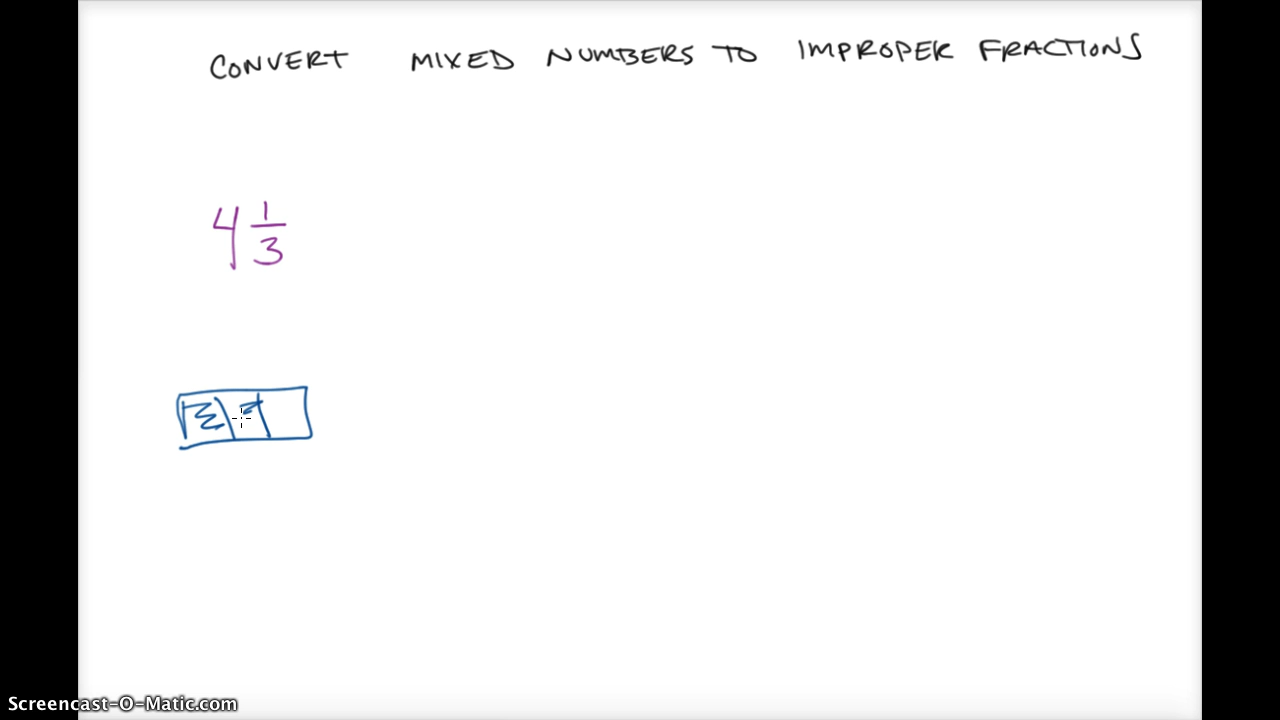 CONVERT MIXED NUMBERS TO IMPROPER FRACTIONS
4 1/3
Screencast-O-Matic.com